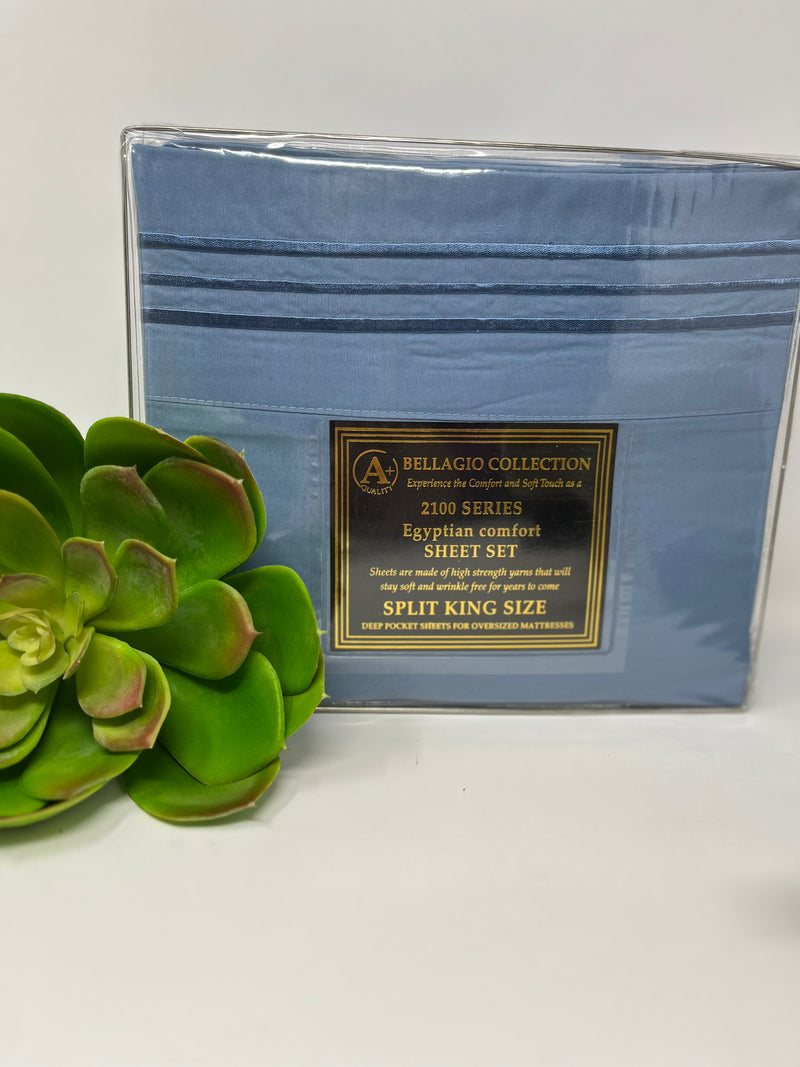 A+
QUALITY
BELLAGIO COLLECTION
Experience the Comfort and Soft Touch as a
2100 SERIES
Egyptian comfort
SHEET SET
Sheets are made of high strength yarns that will
stay soft and wrinkle free for years to come
SPLIT KING SIZE
DEEP POCKET SHEETS FOR OVERSIZED MATTRESSES